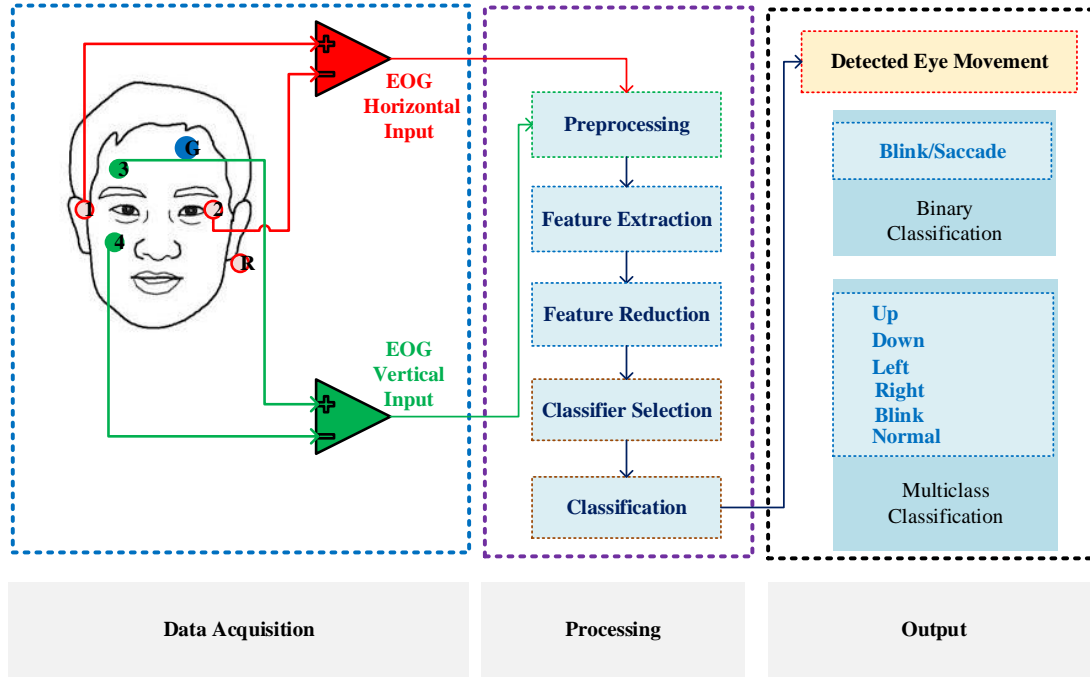 EOG
Horizontal
Input
G
3
1
2
4
R
EOG
Vertical
Input
Preprocessing
Feature Extraction
Feature Reduction
Classifier Selection
Classification
Detected Eye Movement
Blink/Saccade
Binary
Classification
Up
Down
Left
Right
Blink
Normal
Multiclass
Classification
Data Acquisition
Processing
Output